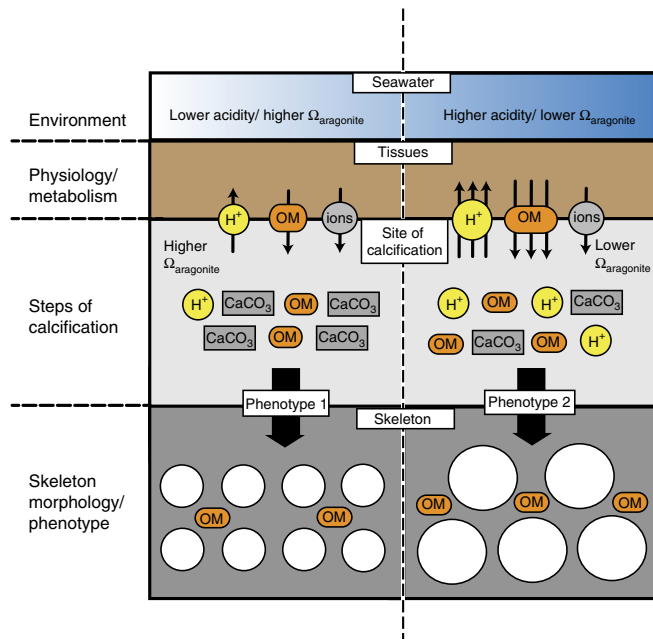 Seawater
Environment
Lower acidity/ higher Ωaragonite
Higher acidity/ lower Ωaragonite
Tissues
Physiology/
metabolism
H+
OM
ions
H+
OM
ions
Site of
calcification
Higher
Ωaragonite
Lower
Ωaragonite
Steps of
calcification
H+ CaCO3 OM CaCO3
CaCO3 OM CaCO3
H+ OM H+ CaCO3
OM CaCO3 OM H+
Phenotype 1
Phenotype 2
Skeleton
Skeleton
morphology/
phenotype
OM OM
OM OM OM